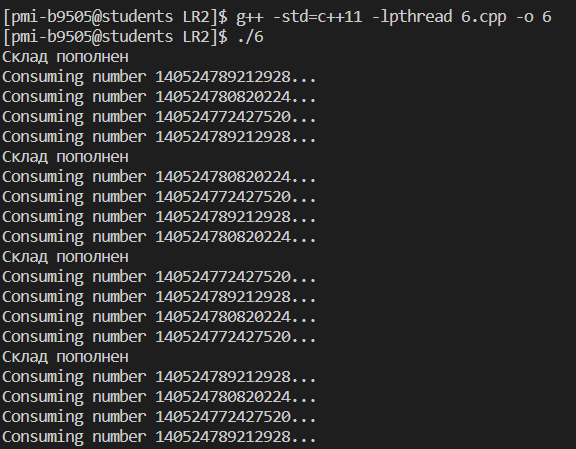 [pmi-b9505@students LR2]$ g++ -std=c++11 -lpthread 6.cpp -o 6
[pmi-b9505@students LR2]$ ./6
Склад пополнен
Consuming number 140524789212928...
Consuming number 140524780820224...
Consuming number 140524772427520...
Consuming number 140524789212928...
Склад пополнен
Consuming number 140524780820224...
Consuming number 140524772427520...
Consuming number 140524789212928...
Consuming number 140524780820224...
Склад пополнен
Consuming number 140524772427520...
Consuming number 140524789212928...
Consuming number 140524780820224...
Consuming number 140524772427520...
Склад пополнен
Consuming number 140524789212928...
Consuming number 140524780820224...
Consuming number 140524772427520...
Consuming number 140524789212928...